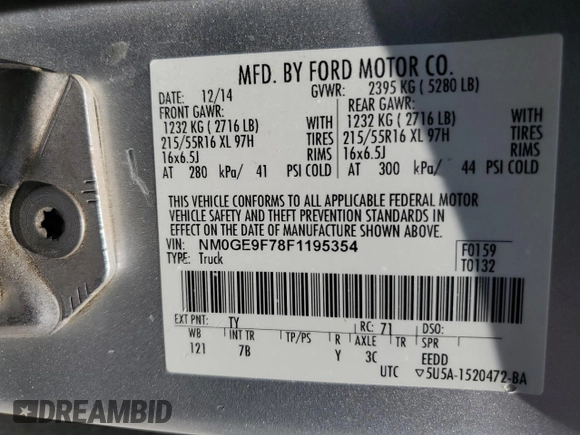 MFD. BY FORD MOTOR CO.
DATE: 12/14 GVWR: 2395 KG ( 5280 LB)
FRONT GAWR: REAR GAWR:
1232 KG ( 2716 LB) WITH 1232 KG ( 2716 LB) WITH
215/55R16 XL 97H TIRES 215/55R16 XL 97H TIRES
16x6.5J RIMS 16x6.5J RIMS
AT 280 kPa/ 41 PSI COLD AT 300 kPa/ 44 PSI COLD
THIS VEHICLE CONFORMS TO ALL APPLICABLE FEDERAL MOTOR
VEHICLE SAFETY AND THEFT PREVENTION STANDARDS IN
EFFECT ON THE DATE OF MANUFACTURE SHOWN ABOVE.
VIN: NM0GE9F78F1195354 F0159
TYPE: Truck T0132
EXT PNT: TY RC: 71 DSO:
WB INT TR TP/PS R AXLE TR SPR
121 7B Y 3C EEDD
UTC ▽5U5A-1520472-BA
DREAMBID